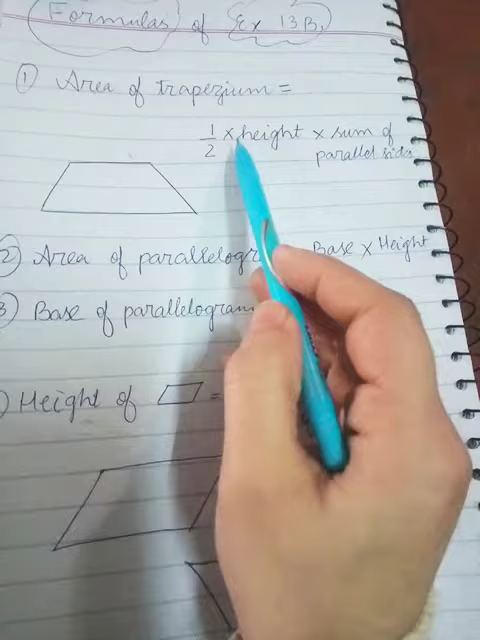 Formulas of Ex 13B,
① Area of trapezium =
1/2 × height × sum of
parallel sides
② Area of parallelogr Base × Height
3 Base of parallelogram
Height of ▱ =